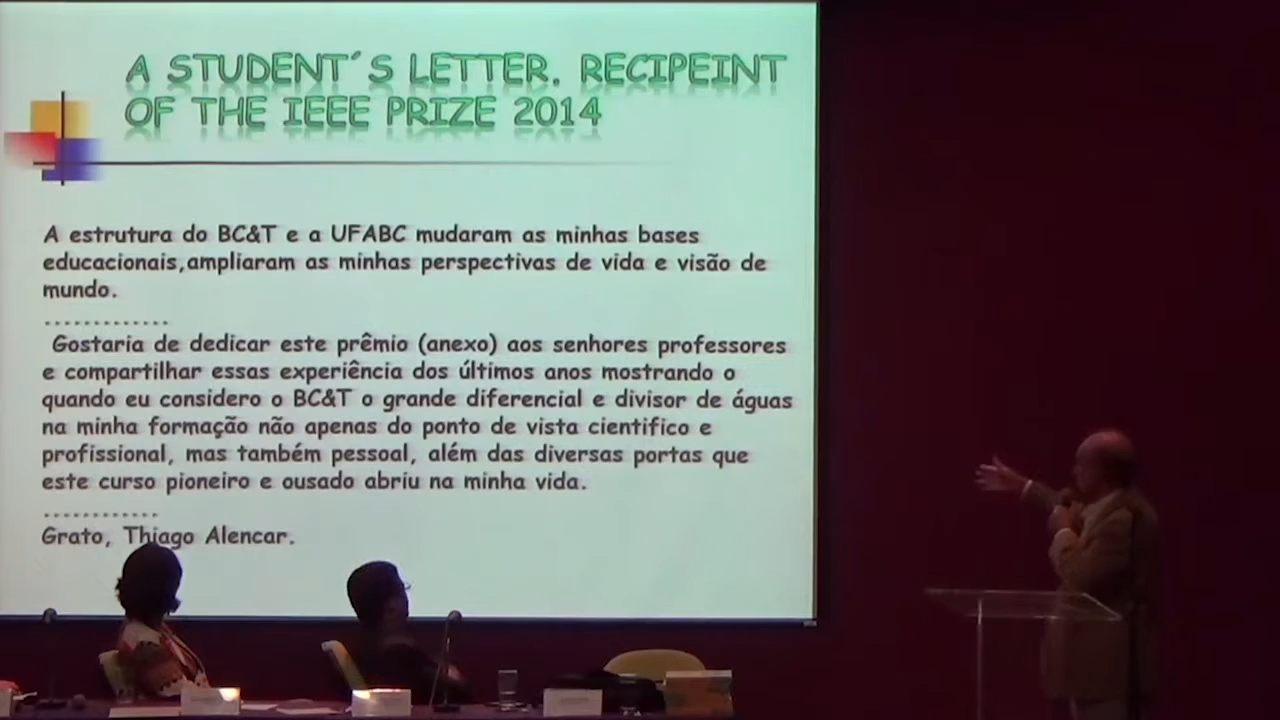 A STUDENT´S LETTER. RECIPEINT
OF THE IEEE PRIZE 2014
A estrutura do BC&T e a UFABC mudaram as minhas bases
educacionais,ampliaram as minhas perspectivas de vida e visão de
mundo.
.............
Gostaria de dedicar este prêmio (anexo) aos senhores professores
e compartilhar essas experiência dos últimos anos mostrando o
quando eu considero o BC&T o grande diferencial e divisor de águas
na minha formação não apenas do ponto de vista cientifico e
profissional, mas também pessoal, além das diversas portas que
este curso pioneiro e ousado abriu na minha vida.
............
Grato, Thiago Alencar.